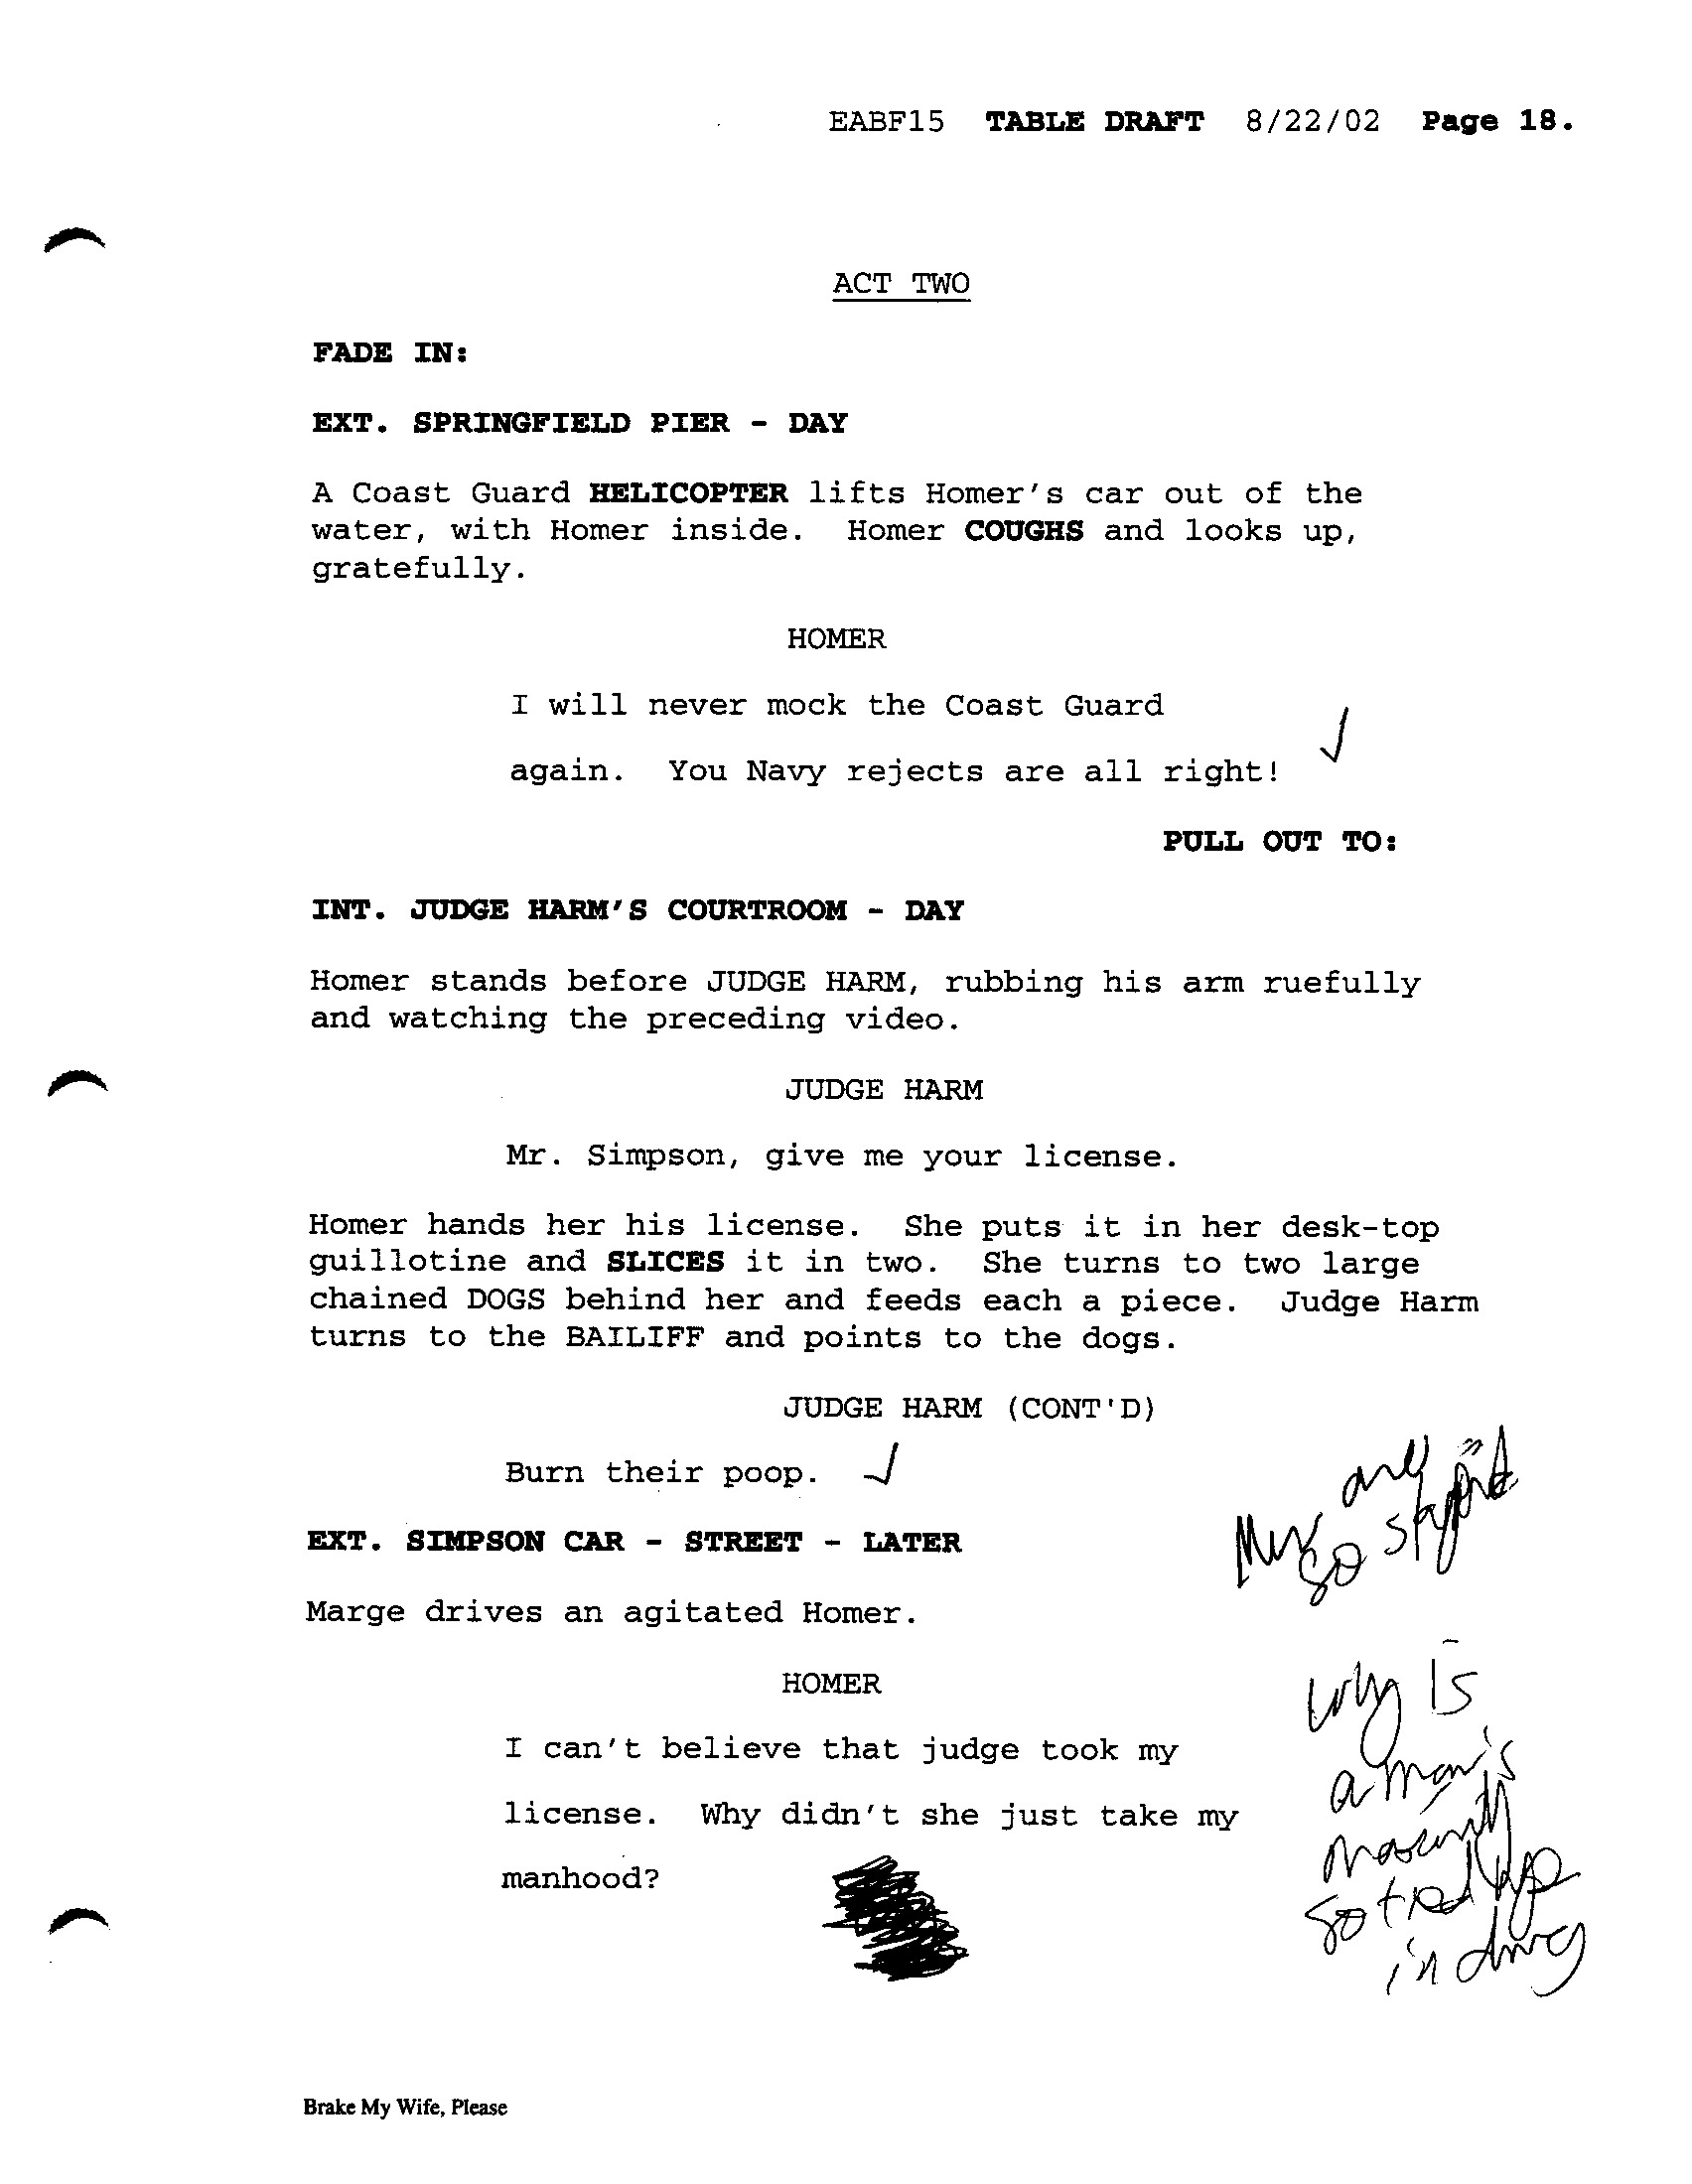 EABF15 TABLE DRAFT 8/22/02 Page 18.
ACT TWO
FADE IN:
EXT. SPRINGFIELD PIER - DAY
A Coast Guard HELICOPTER lifts Homer's car out of the
water, with Homer inside. Homer COUGHS and looks up,
gratefully.
HOMER
I will never mock the Coast Guard
again. You Navy rejects are all right!
PULL OUT TO:
INT. JUDGE HARM'S COURTROOM - DAY
Homer stands before JUDGE HARM, rubbing his arm ruefully
and watching the preceding video.
JUDGE HARM
Mr. Simpson, give me your license.
Homer hands her his license. She puts it in her desk-top
guillotine and SLICES it in two. She turns to two large
chained DOGS behind her and feeds each a piece. Judge Harm
turns to the BAILIFF and points to the dogs.
JUDGE HARM (CONT'D)
Burn their poop.
are
so stupid
EXT. SIMPSON CAR - STREET - LATER
Marge drives an agitated Homer.
HOMER
I can't believe that judge took my
license. Why didn't she just take my
manhood?
why is
a man's
so tied up
in
Brake My Wife, Please